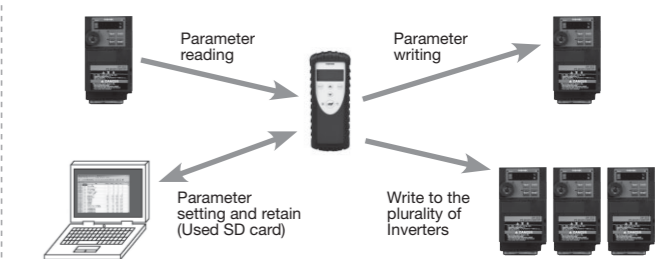 Parameter
reading
Parameter
writing
Parameter
setting and retain
(Used SD card)
Write to the
plurality of
Inverters